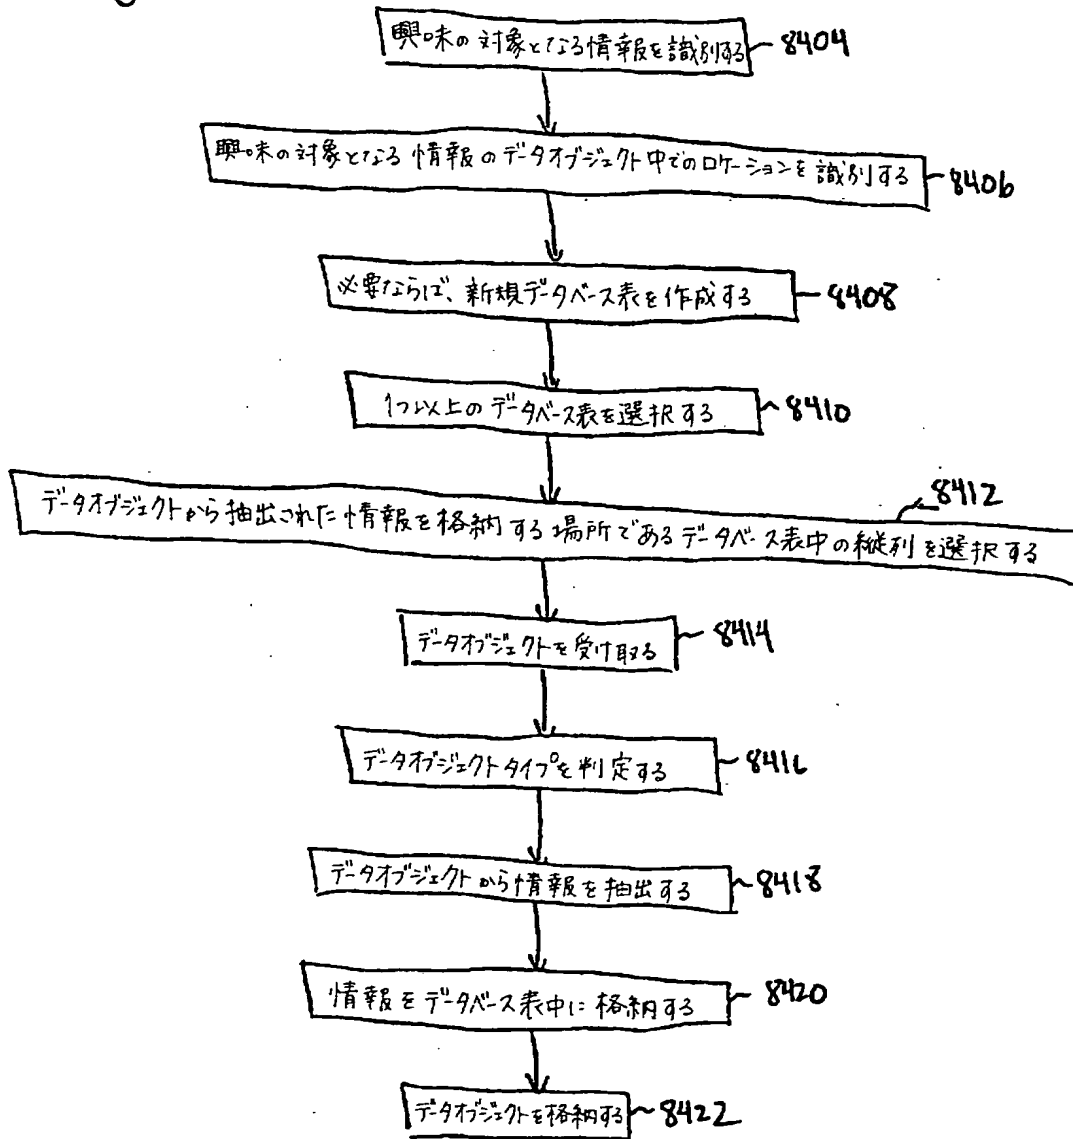 興味の対象となる情報を識別する 8404
興味の対象となる情報のデータオブジェクト中でのロケーションを識別する 8406
必要ならば、新規データベース表を作成する 8408
1つ以上のデータベース表を選択する 8410
8412
データオブジェクトから抽出された情報を格納する場所であるデータベース表中の縦列を選択する
データオブジェクトを受け取る 8414
データオブジェクトタイプを判定する 8416
データオブジェクトから情報を抽出する 8418
情報をデータベース表中に格納する 8420
データオブジェクトを格納する 8422